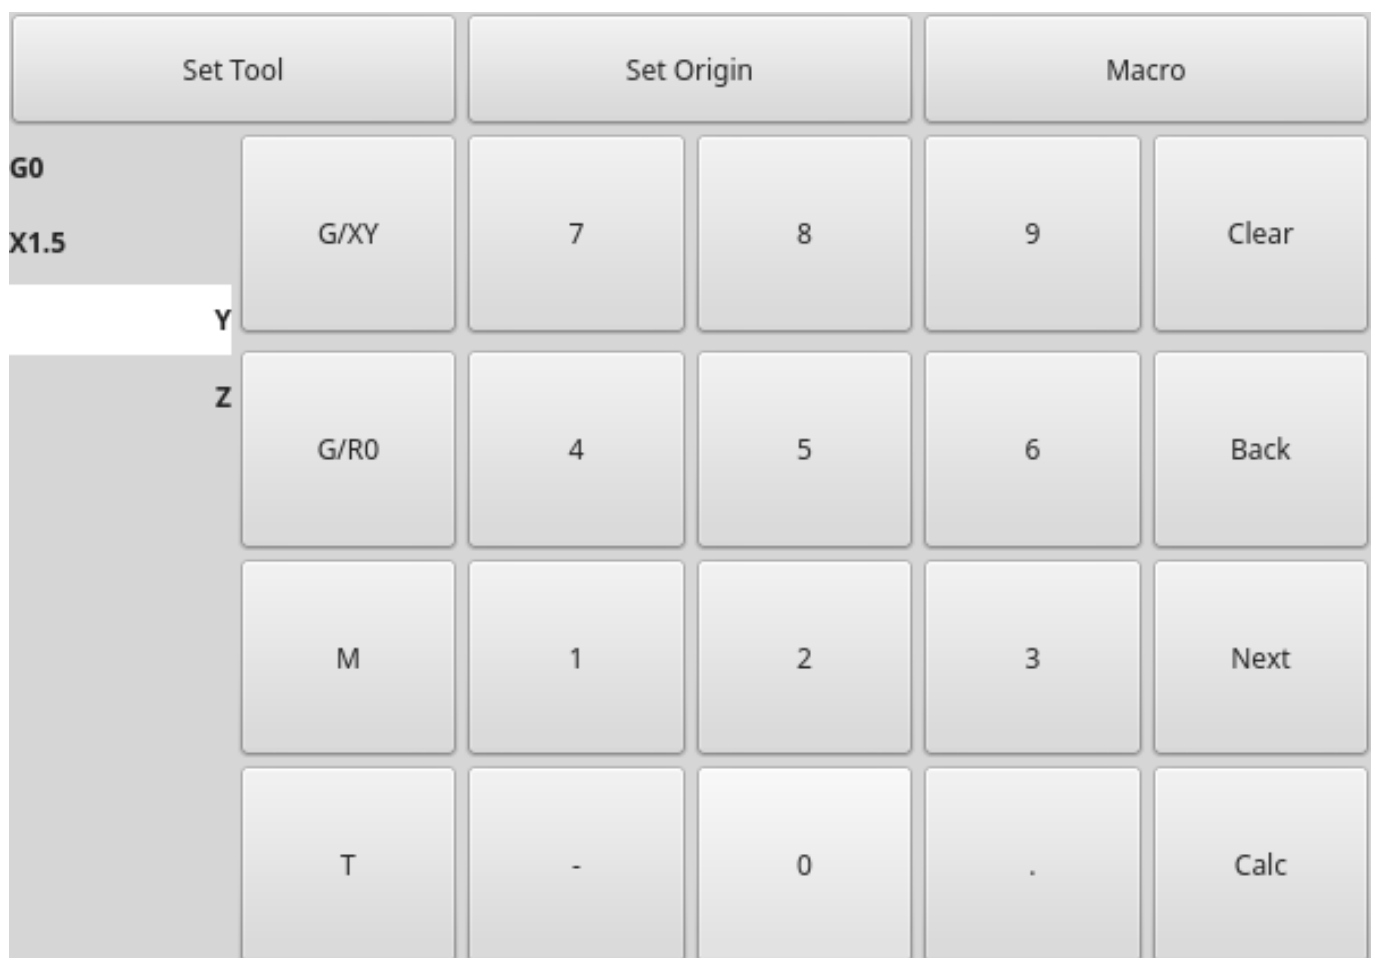 Set Tool Set Origin Macro
G0
X1.5
Y
Z
G/XY 7 8 9 Clear
G/R0 4 5 6 Back
M 1 2 3 Next
T - 0 . Calc